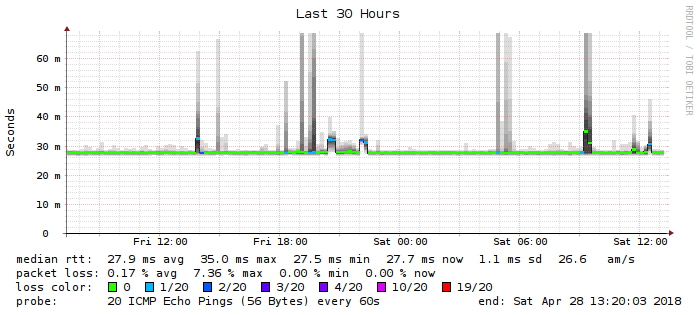 Last 30 Hours
RRDTOOL / TOBI OETIKER
Seconds
60 m
50 m
40 m
30 m
20 m
10 m
0
Fri 12:00 Fri 18:00 Sat 00:00 Sat 06:00 Sat 12:00
median rtt: 27.9 ms avg 35.0 ms max 27.5 ms min 27.7 ms now 1.1 ms sd 26.6 am/s
packet loss: 0.17 % avg 7.36 % max 0.00 % min 0.00 % now
loss color: 0 1/20 2/20 3/20 4/20 10/20 19/20
probe: 20 ICMP Echo Pings (56 Bytes) every 60s end: Sat Apr 28 13:20:03 2018